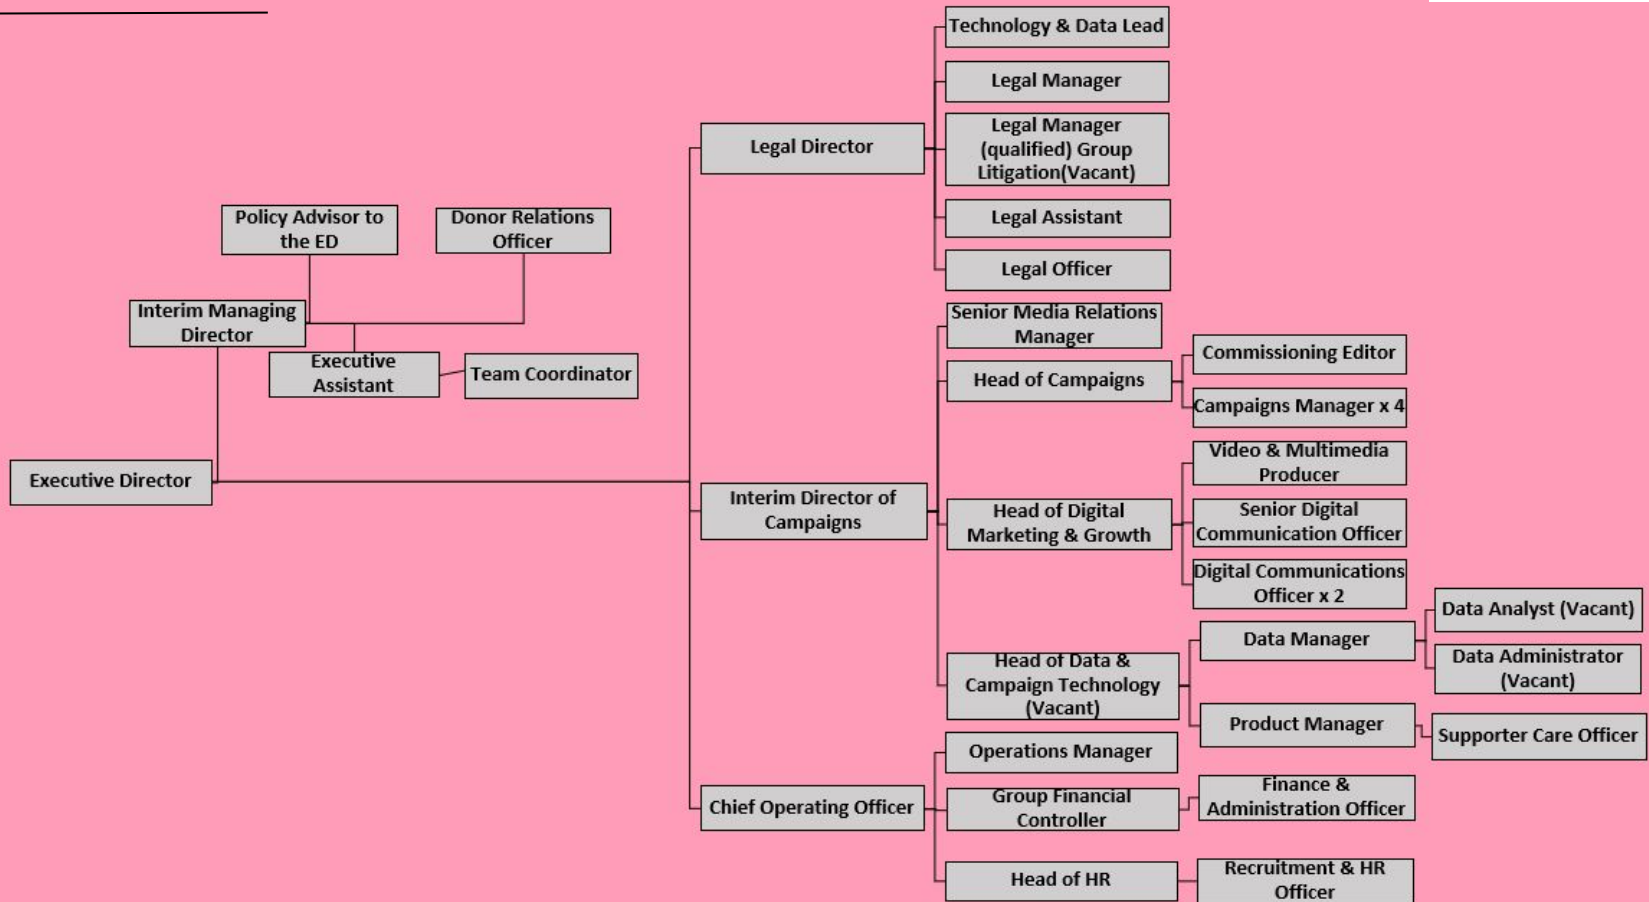 Technology & Data Lead
Legal Manager
Legal Manager
(qualified) Group
Litigation(Vacant)
Legal Director
Legal Assistant
Legal Officer
Policy Advisor to
the ED
Donor Relations
Officer
Interim Managing
Director
Executive
Assistant
Team Coordinator
Executive Director
Senior Media Relations
Manager
Head of Campaigns
Commissioning Editor
Campaigns Manager x 4
Interim Director of
Campaigns
Head of Digital
Marketing & Growth
Video & Multimedia
Producer
Senior Digital
Communication Officer
Digital Communications
Officer x 2
Head of Data &
Campaign Technology
(Vacant)
Data Manager
Data Analyst (Vacant)
Data Administrator
(Vacant)
Product Manager
Supporter Care Officer
Chief Operating Officer
Operations Manager
Group Financial
Controller
Finance &
Administration Officer
Head of HR
Recruitment & HR
Officer